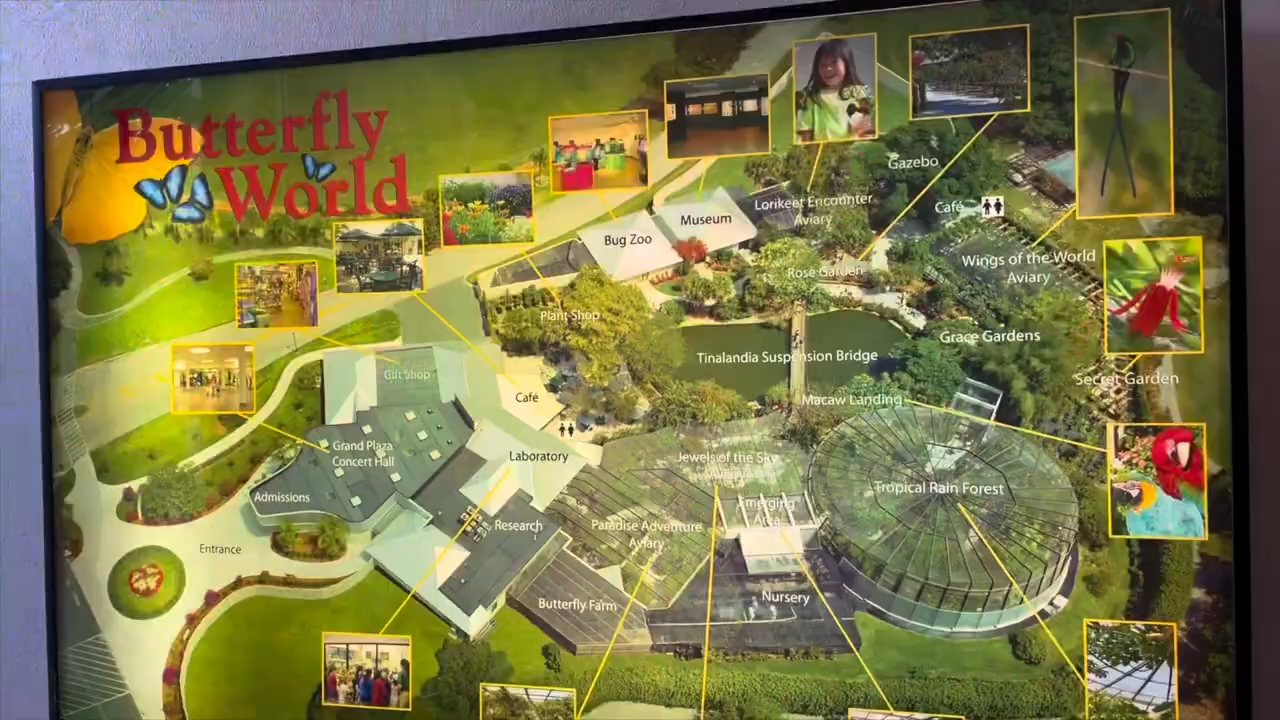 Butterfly
World
Gazebo
Lorikeet Encounter
Aviary
Café
Museum
Bug Zoo
Wings of the World
Aviary
Rose Garden
Plant Shop
Grace Gardens
Tinalandia Suspension Bridge
Gift Shop
Secret Garden
Café
Macaw Landing
Grand Plaza
Concert Hall
Laboratory
Jewels of the Sky
Tropical Rain Forest
Admissions
Emerging
Area
Research
Paradise Adventure
Aviary
Entrance
Butterfly Farm
Nursery